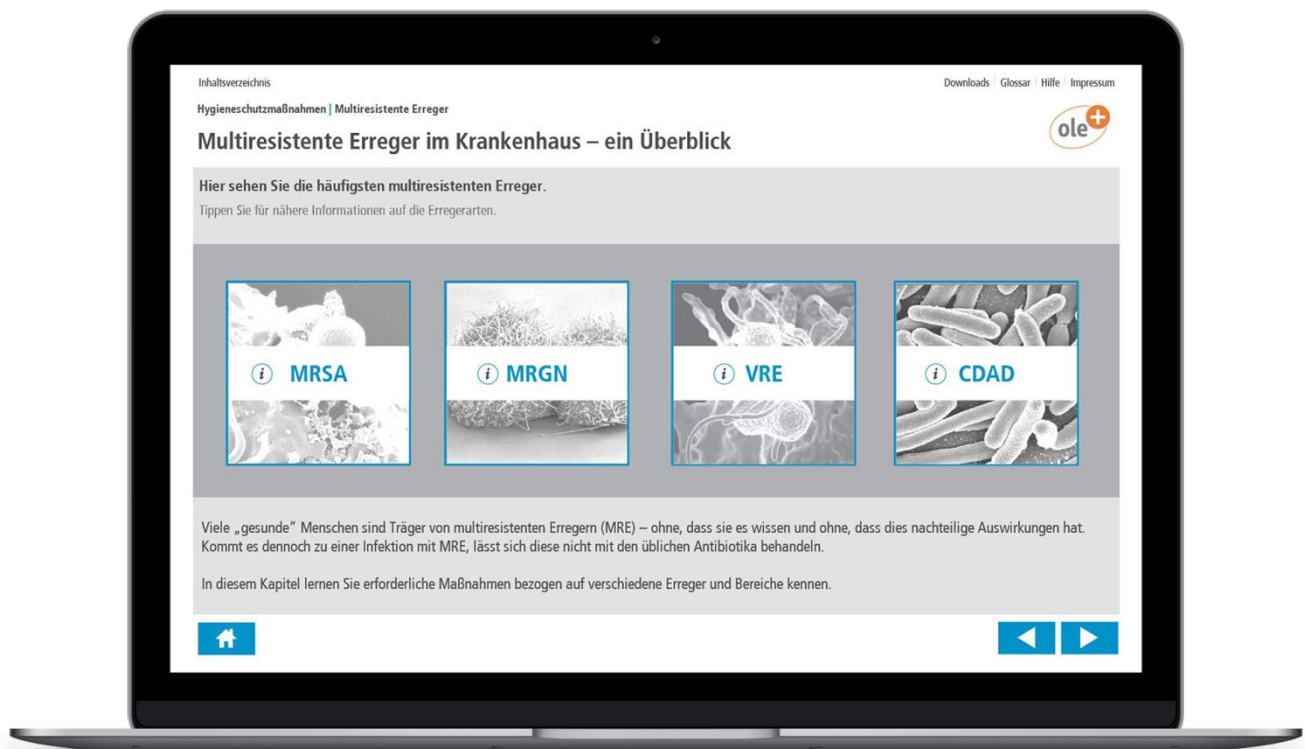 Inhaltsverzeichnis
Downloads Glossar Hilfe Impressum
Hygieneschutzmaßnahmen | Multiresistente Erreger
Multiresistente Erreger im Krankenhaus – ein Überblick
ole+
Hier sehen Sie die häufigsten multiresistenten Erreger.
Tippen Sie für nähere Informationen auf die Erregerarten.
i MRSA
i MRGN
i VRE
i CDAD
Viele „gesunde“ Menschen sind Träger von multiresistenten Erregern (MRE) – ohne, dass sie es wissen und ohne, dass dies nachteilige Auswirkungen hat.
Kommt es dennoch zu einer Infektion mit MRE, lässt sich diese nicht mit den üblichen Antibiotika behandeln.
In diesem Kapitel lernen Sie erforderliche Maßnahmen bezogen auf verschiedene Erreger und Bereiche kennen.